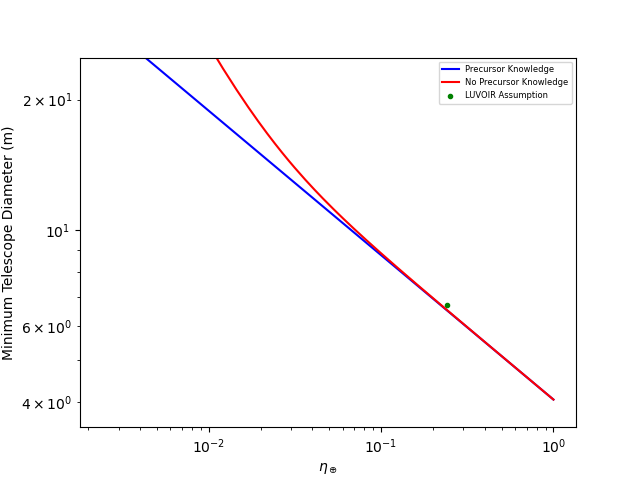 Precursor Knowledge
No Precursor Knowledge
LUVOIR Assumption
Minimum Telescope Diameter (m)
2 × 10¹
10¹
6 × 10⁰
4 × 10⁰
10⁻²
10⁻¹
10⁰
η⊕